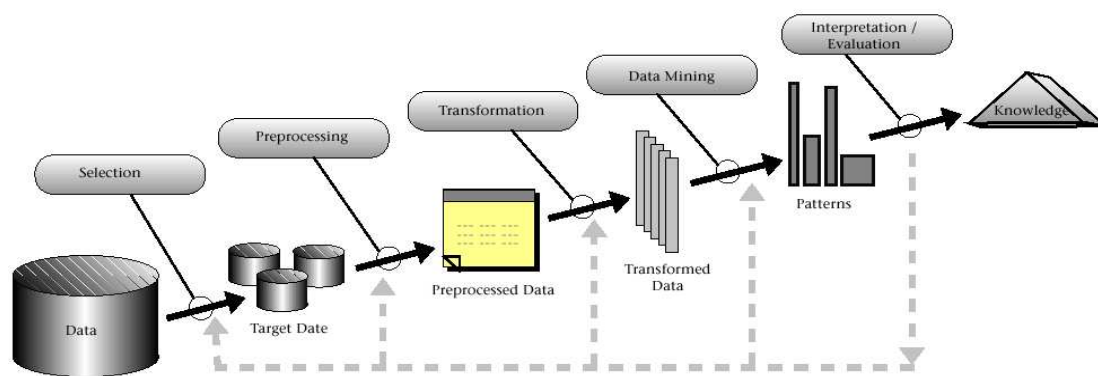 Interpretation /
Evaluation
Data Mining
Transformation
Preprocessing
Selection
Knowledge
Patterns
Transformed
Data
Preprocessed Data
Target Date
Data